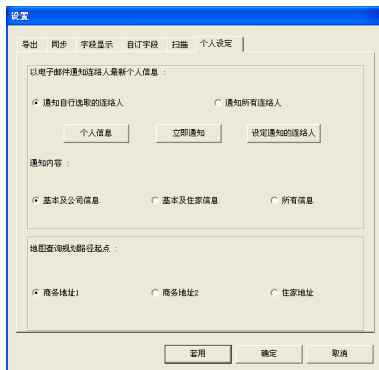 设置
导出 同步 字段显示 自订字段 扫描 个人设定
以电子邮件通知连络人最新个人信息 :
通知自行选取的连络人 通知所有连络人
个人信息 立即通知 设定通知的连络人
通知内容 :
基本及公司信息 基本及住家信息 所有信息
地图查询规划路径起点 :
商务地址1 商务地址2 住家地址
套用 确定 取消